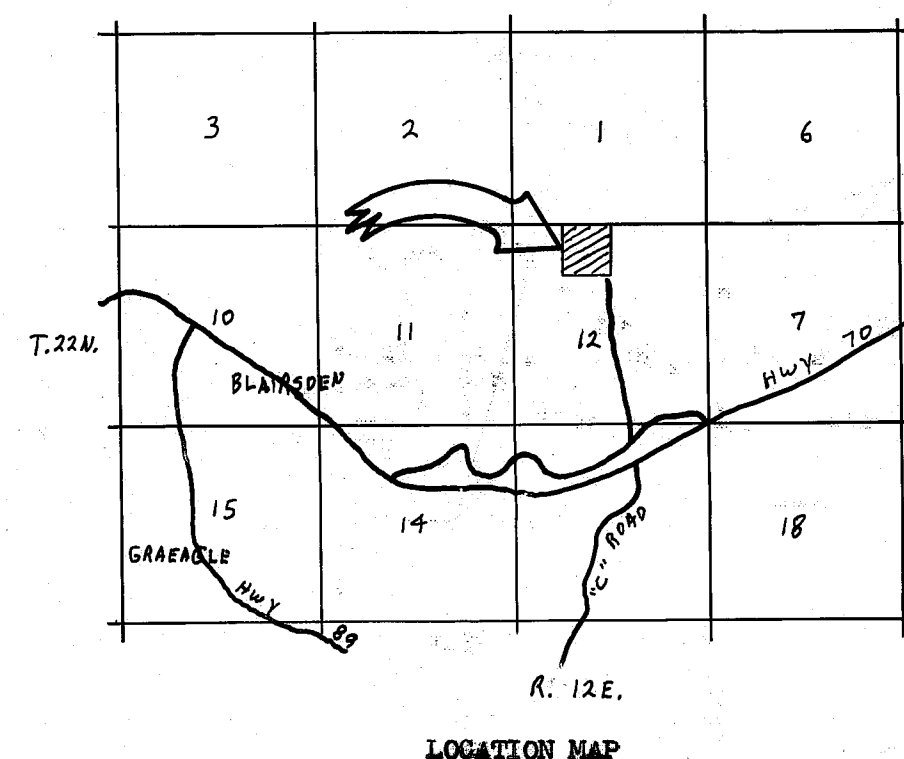 3 2 1 6
10 11 12 7
T.22N.
HWY 70
BLAIRSDEN
15 14 18
GRAEAGLE
"C" ROAD
HWY 89
R. 12E.
LOCATION MAP